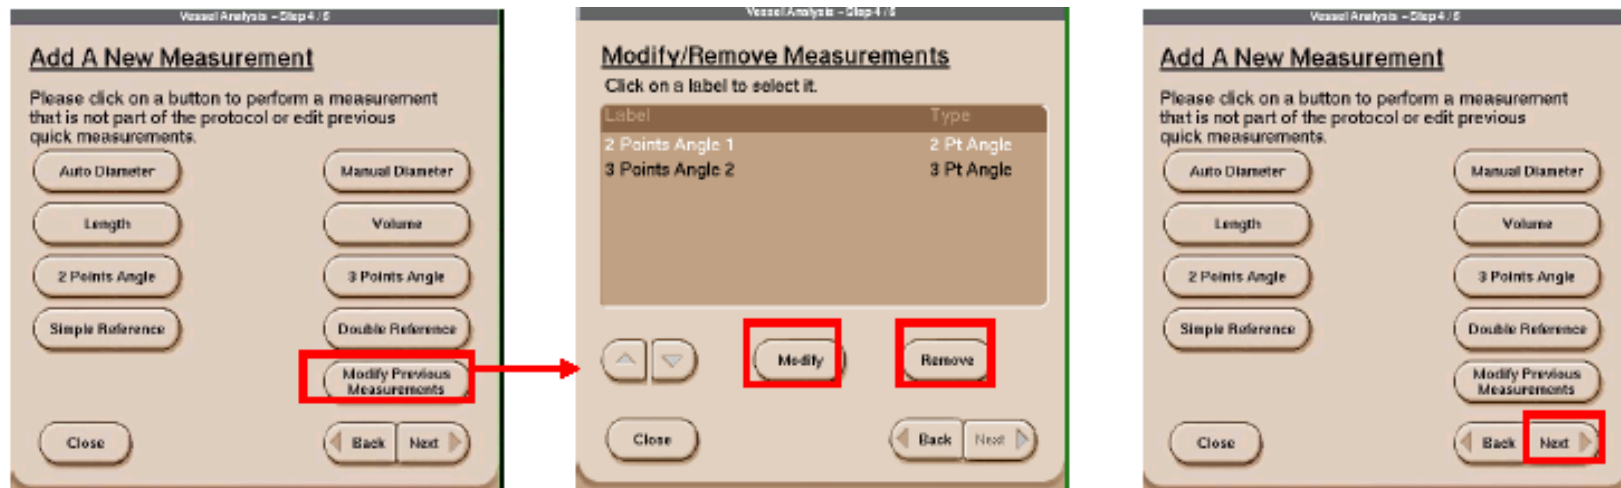 Vessel Analysis - Step 4 / 6
Add A New Measurement
Please click on a button to perform a measurement
that is not part of the protocol or edit previous
quick measurements.
Auto Diameter
Manual Diameter
Length
Volume
2 Points Angle
3 Points Angle
Simple Reference
Double Reference
Modify Previous
Measurements
Close
Back
Next
Vessel Analysis - Step 4 / 6
Modify/Remove Measurements
Click on a label to select it.
Label Type
2 Points Angle 1 2 Pt Angle
3 Points Angle 2 3 Pt Angle
Modify
Remove
Close
Back
Next
Vessel Analysis - Step 4 / 6
Add A New Measurement
Please click on a button to perform a measurement
that is not part of the protocol or edit previous
quick measurements.
Auto Diameter
Manual Diameter
Length
Volume
2 Points Angle
3 Points Angle
Simple Reference
Double Reference
Modify Previous
Measurements
Close
Back
Next